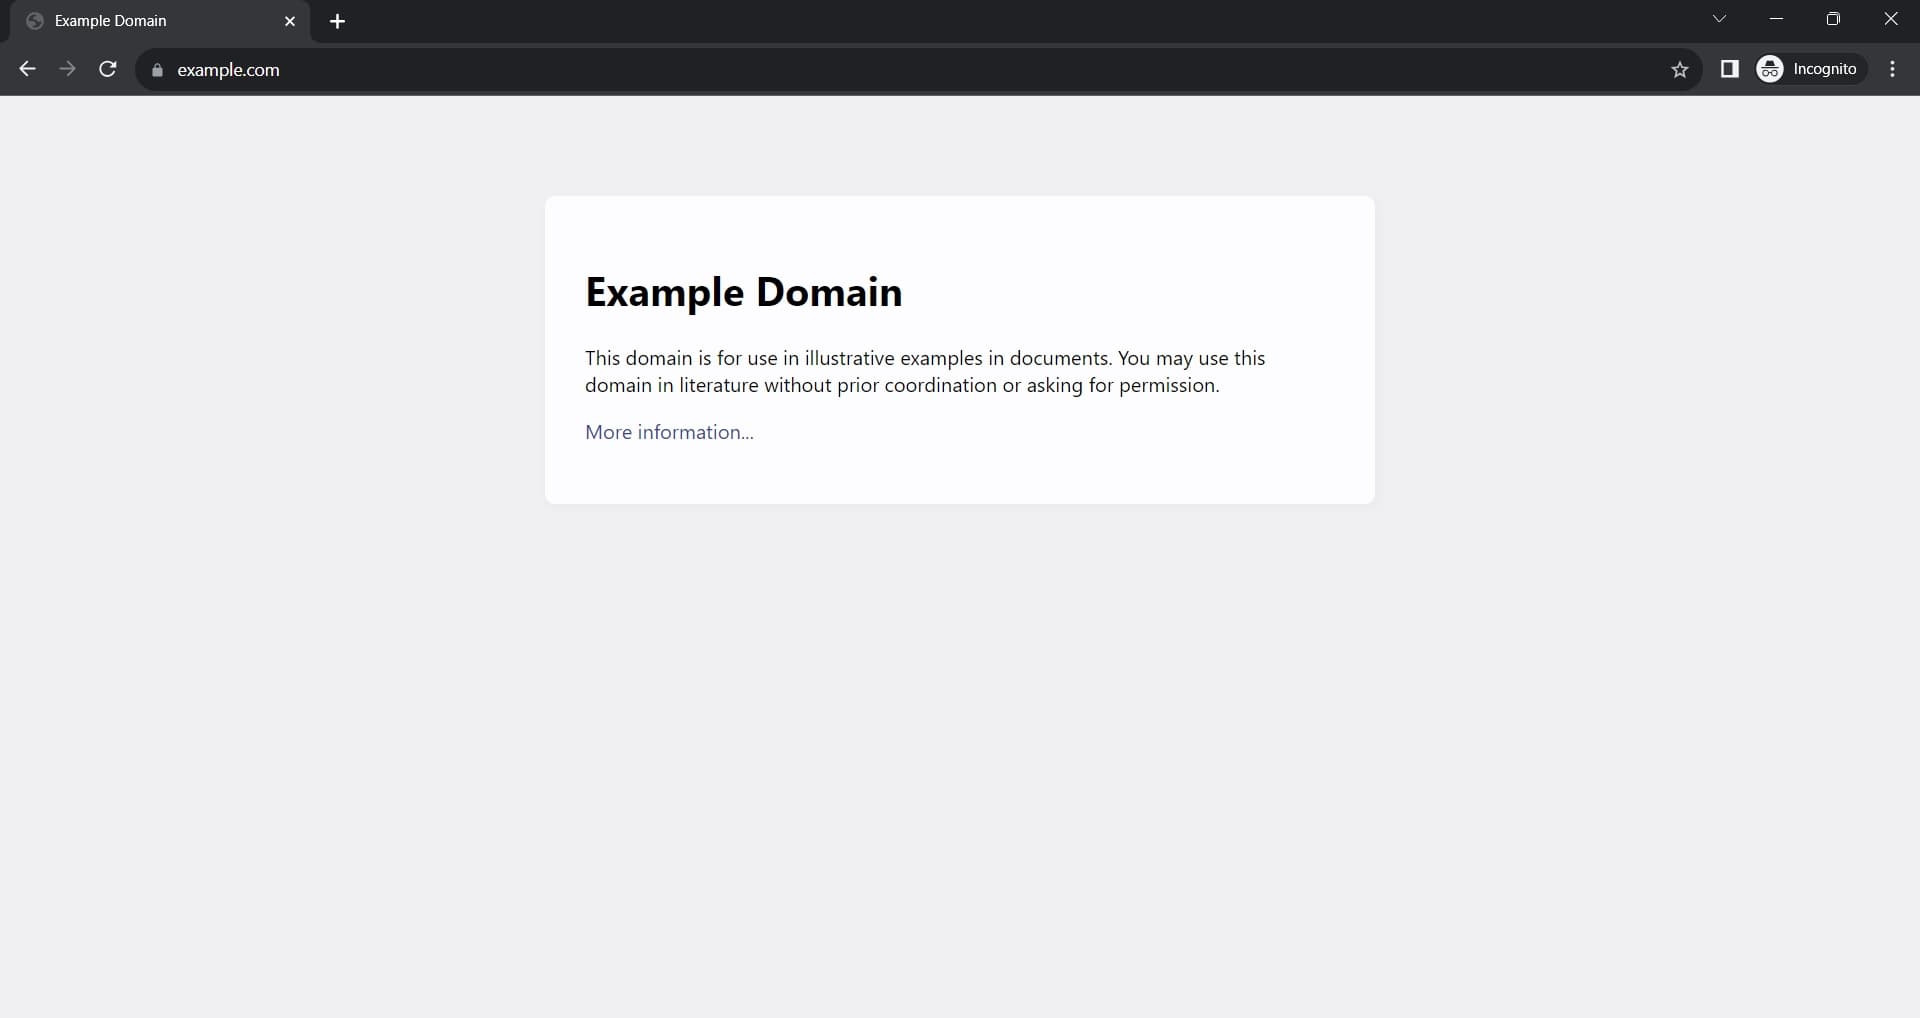 Example Domain
example.com
Incognito
Example Domain
This domain is for use in illustrative examples in documents. You may use this
domain in literature without prior coordination or asking for permission.
More information...